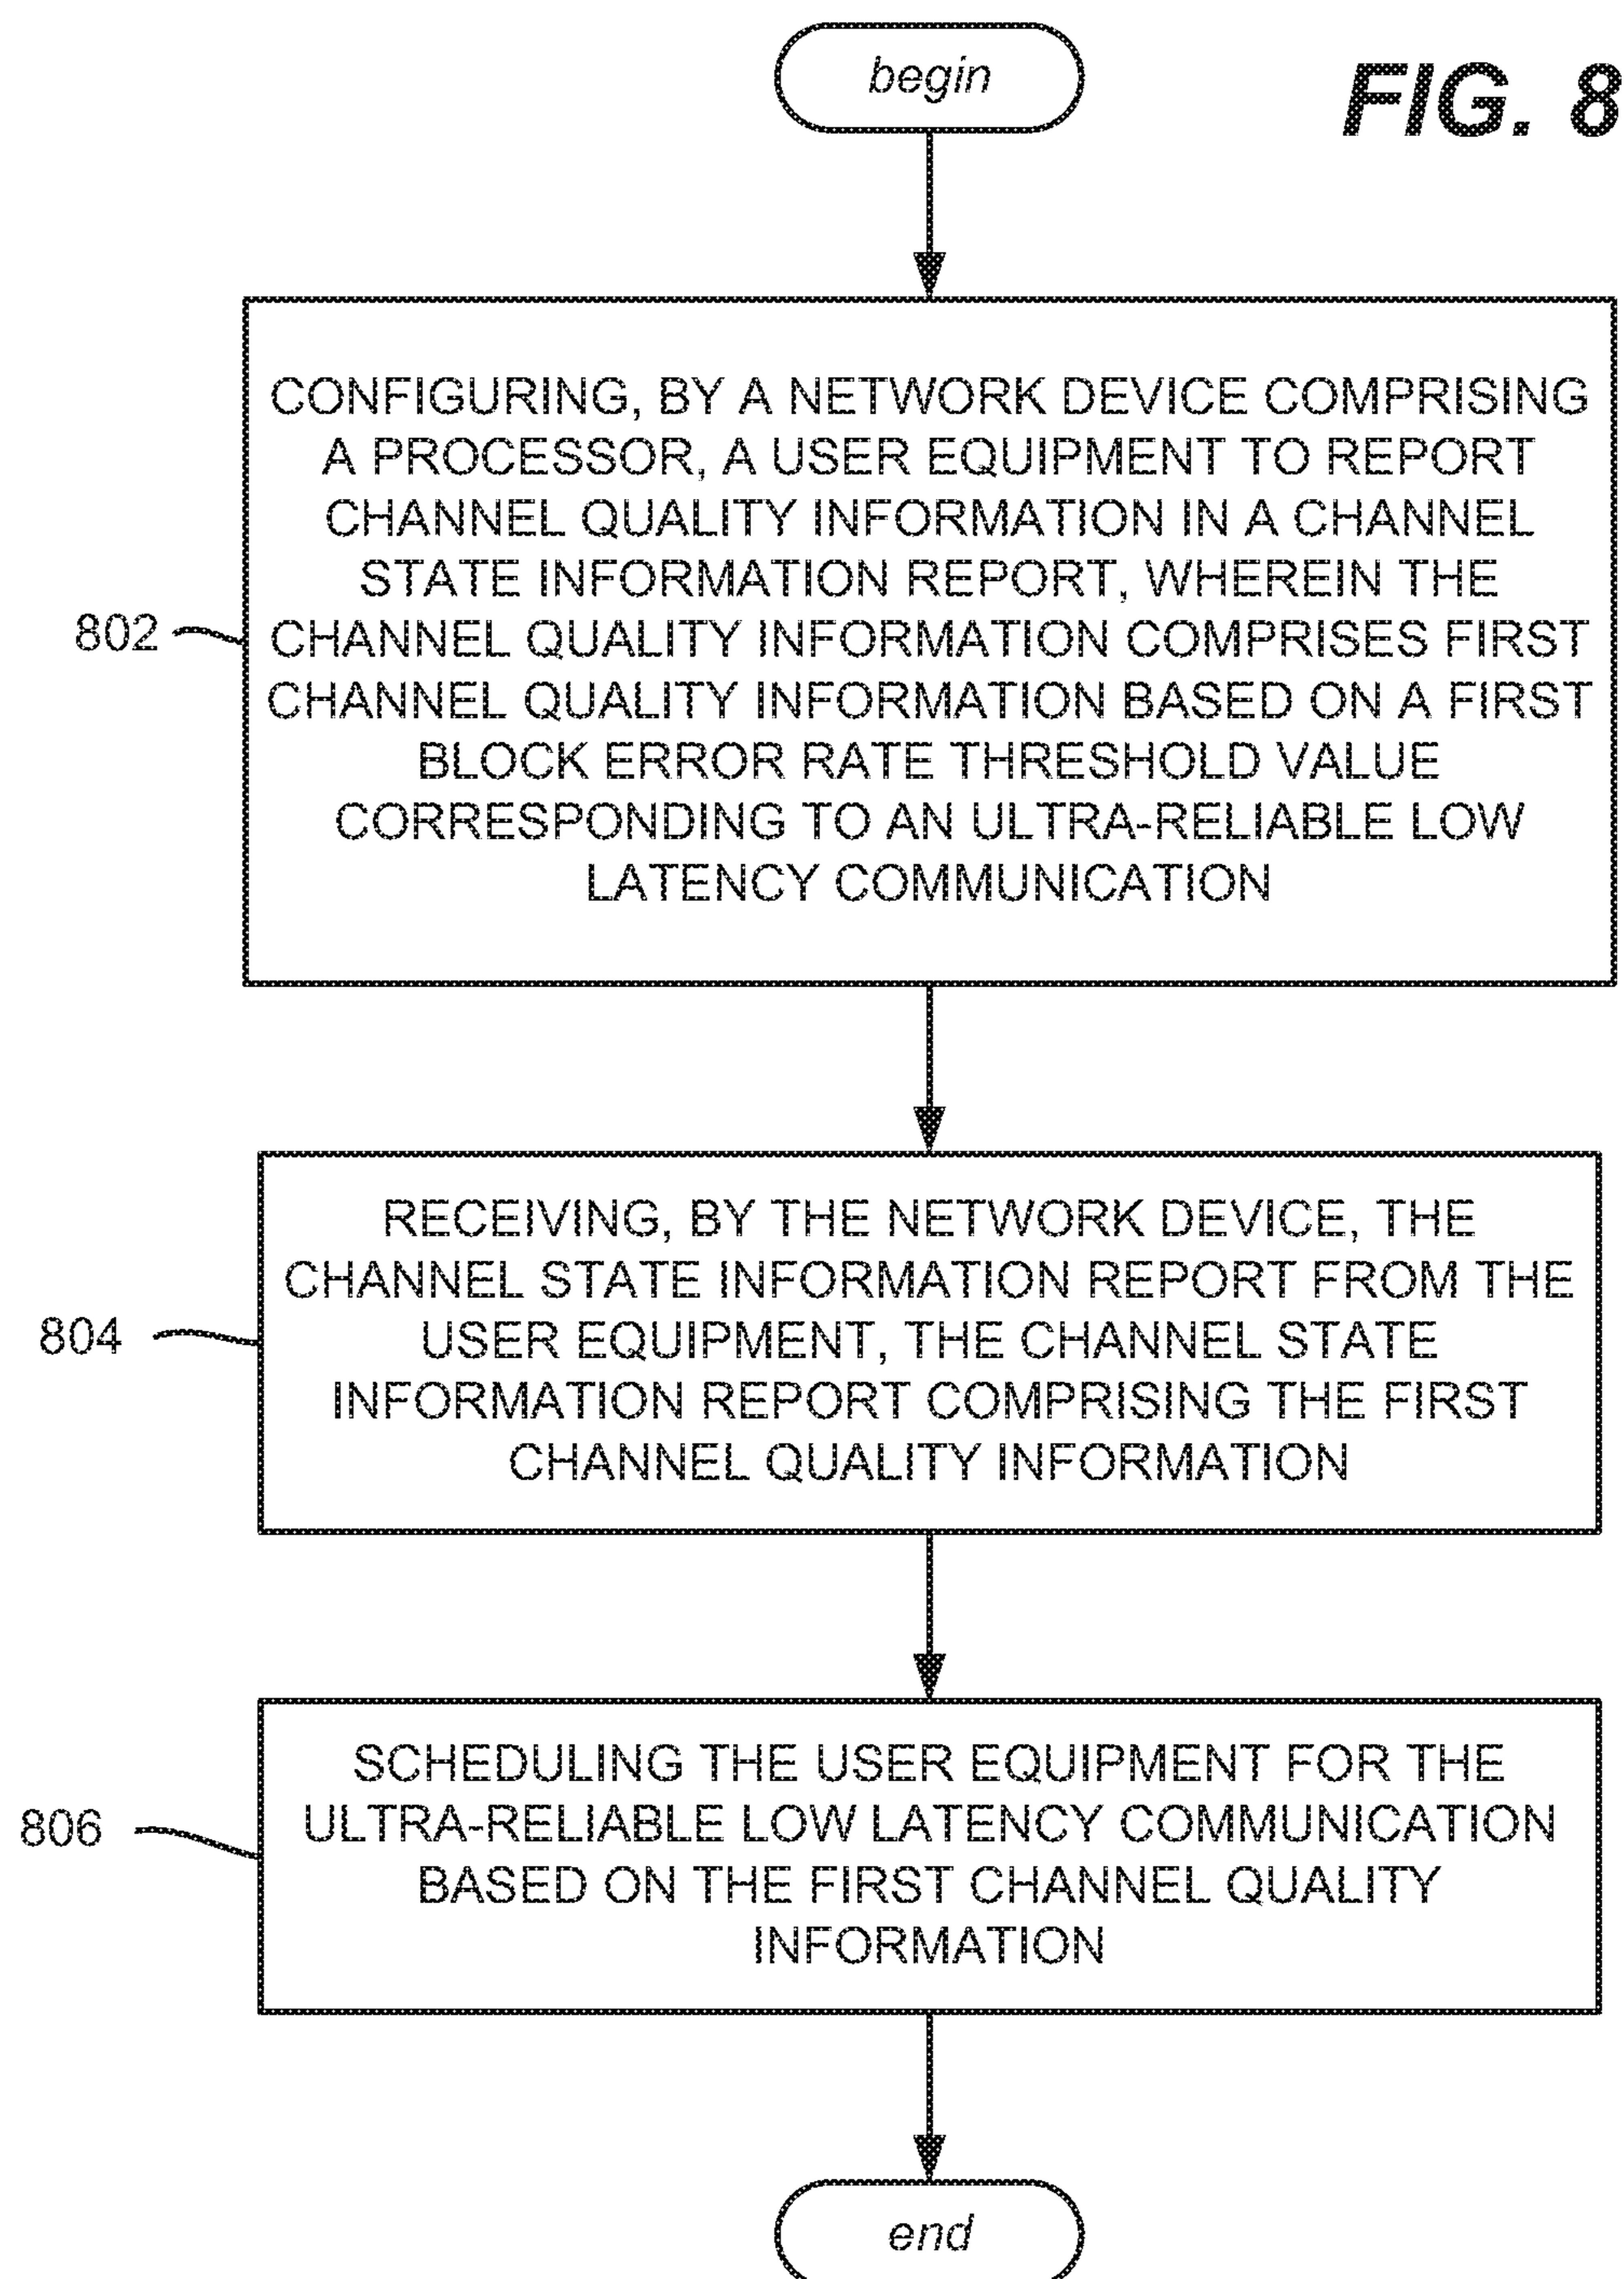 begin
FIG. 8
CONFIGURING, BY A NETWORK DEVICE COMPRISING
A PROCESSOR, A USER EQUIPMENT TO REPORT
CHANNEL QUALITY INFORMATION IN A CHANNEL
STATE INFORMATION REPORT, WHEREIN THE
CHANNEL QUALITY INFORMATION COMPRISES FIRST
CHANNEL QUALITY INFORMATION BASED ON A FIRST
BLOCK ERROR RATE THRESHOLD VALUE
CORRESPONDING TO AN ULTRA-RELIABLE LOW
LATENCY COMMUNICATION
802
RECEIVING, BY THE NETWORK DEVICE, THE
CHANNEL STATE INFORMATION REPORT FROM THE
USER EQUIPMENT, THE CHANNEL STATE
INFORMATION REPORT COMPRISING THE FIRST
CHANNEL QUALITY INFORMATION
804
SCHEDULING THE USER EQUIPMENT FOR THE
ULTRA-RELIABLE LOW LATENCY COMMUNICATION
BASED ON THE FIRST CHANNEL QUALITY
INFORMATION
806
end